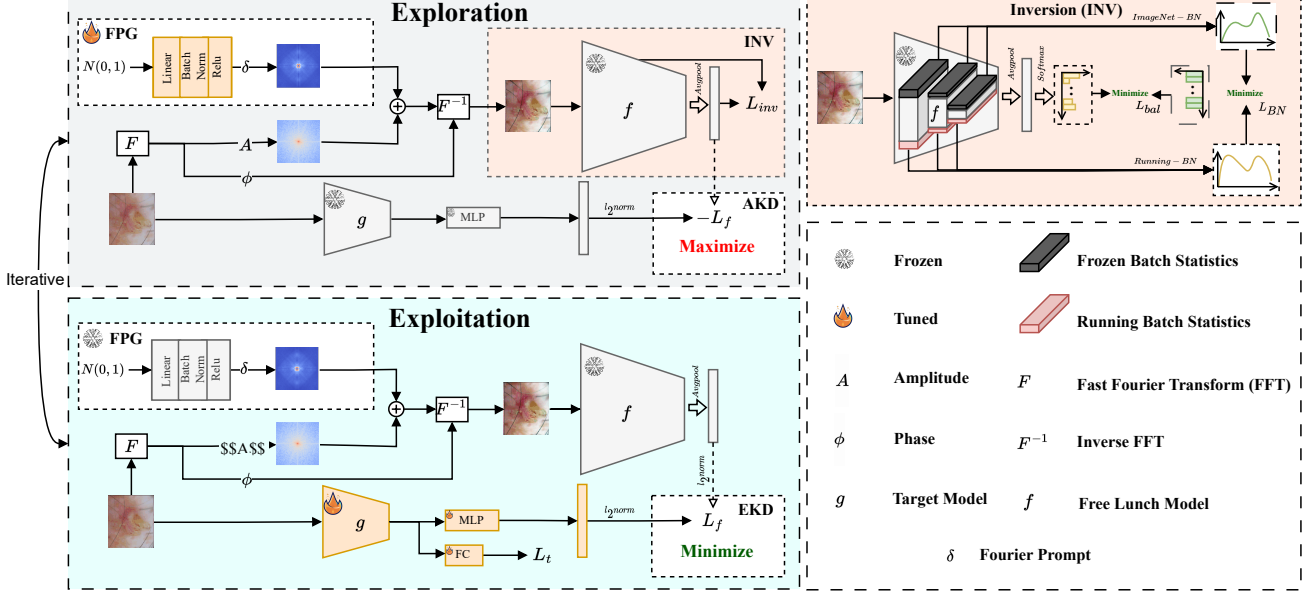 Exploration
FPG
N(0,1)
Linear
Batch
Norm
Relu
δ
F
A
ϕ
F⁻¹
INV
f
Avgpool
L_inv
g
MLP
l₂norm
AKD
−L_f
Maximize
Iterative
Exploitation
FPG
N(0,1)
Linear
Batch
Norm
Relu
δ
F
$$A$$
ϕ
F⁻¹
f
Avgpool
l₂norm
g
MLP
FC
L_t
l₂norm
EKD
L_f
Minimize
Inversion (INV)
ImageNet-BN
f
Avgpool
Softmax
Minimize
L_bal
Minimize
L_BN
Running-BN
Frozen
Frozen Batch Statistics
Tuned
Running Batch Statistics
A Amplitude
F Fast Fourier Transform (FFT)
ϕ Phase
F⁻¹ Inverse FFT
g Target Model
f Free Lunch Model
δ Fourier Prompt